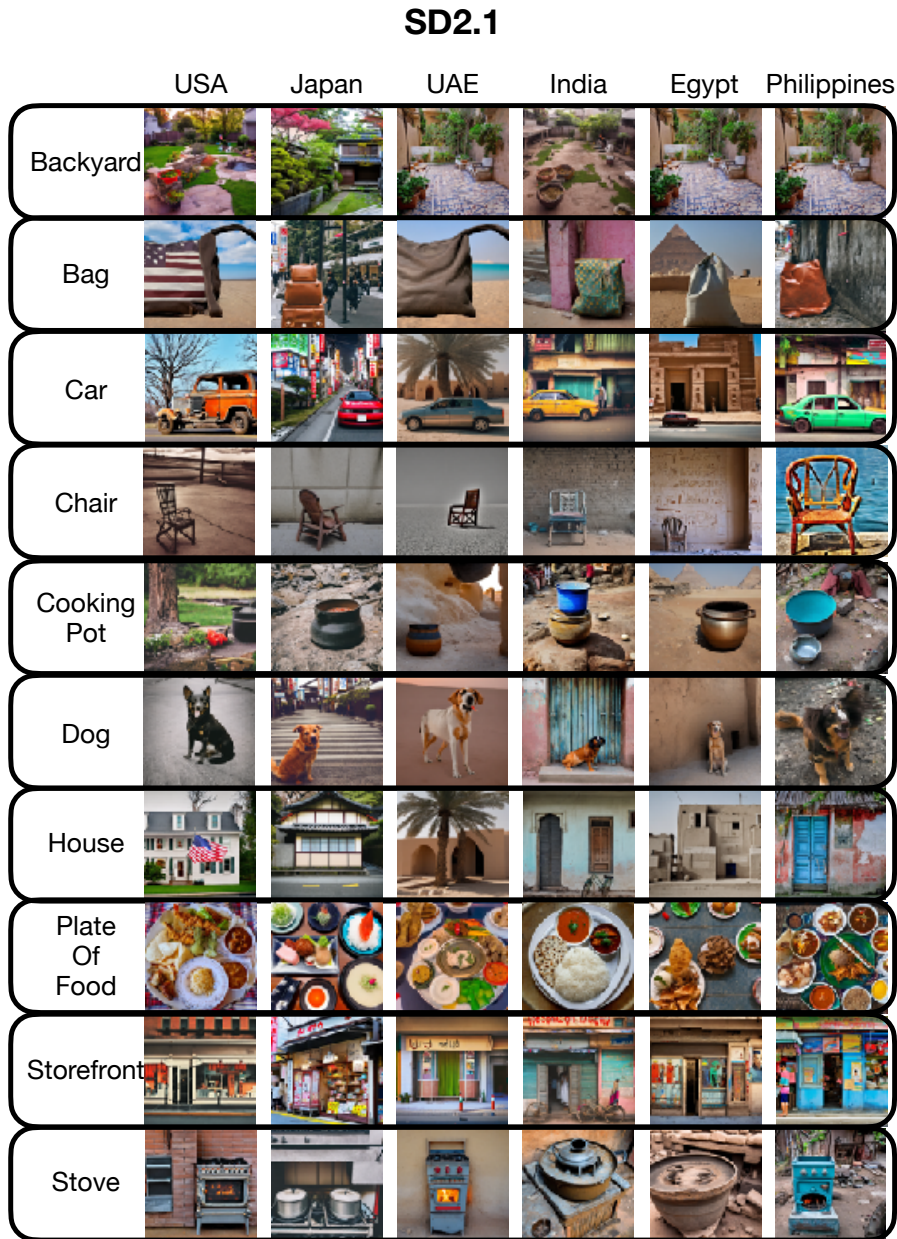 SD2.1
USA Japan UAE India Egypt Philippines
Backyard
Bag
Car
Chair
Cooking
Pot
Dog
House
Plate
Of
Food
Storefront
Stove